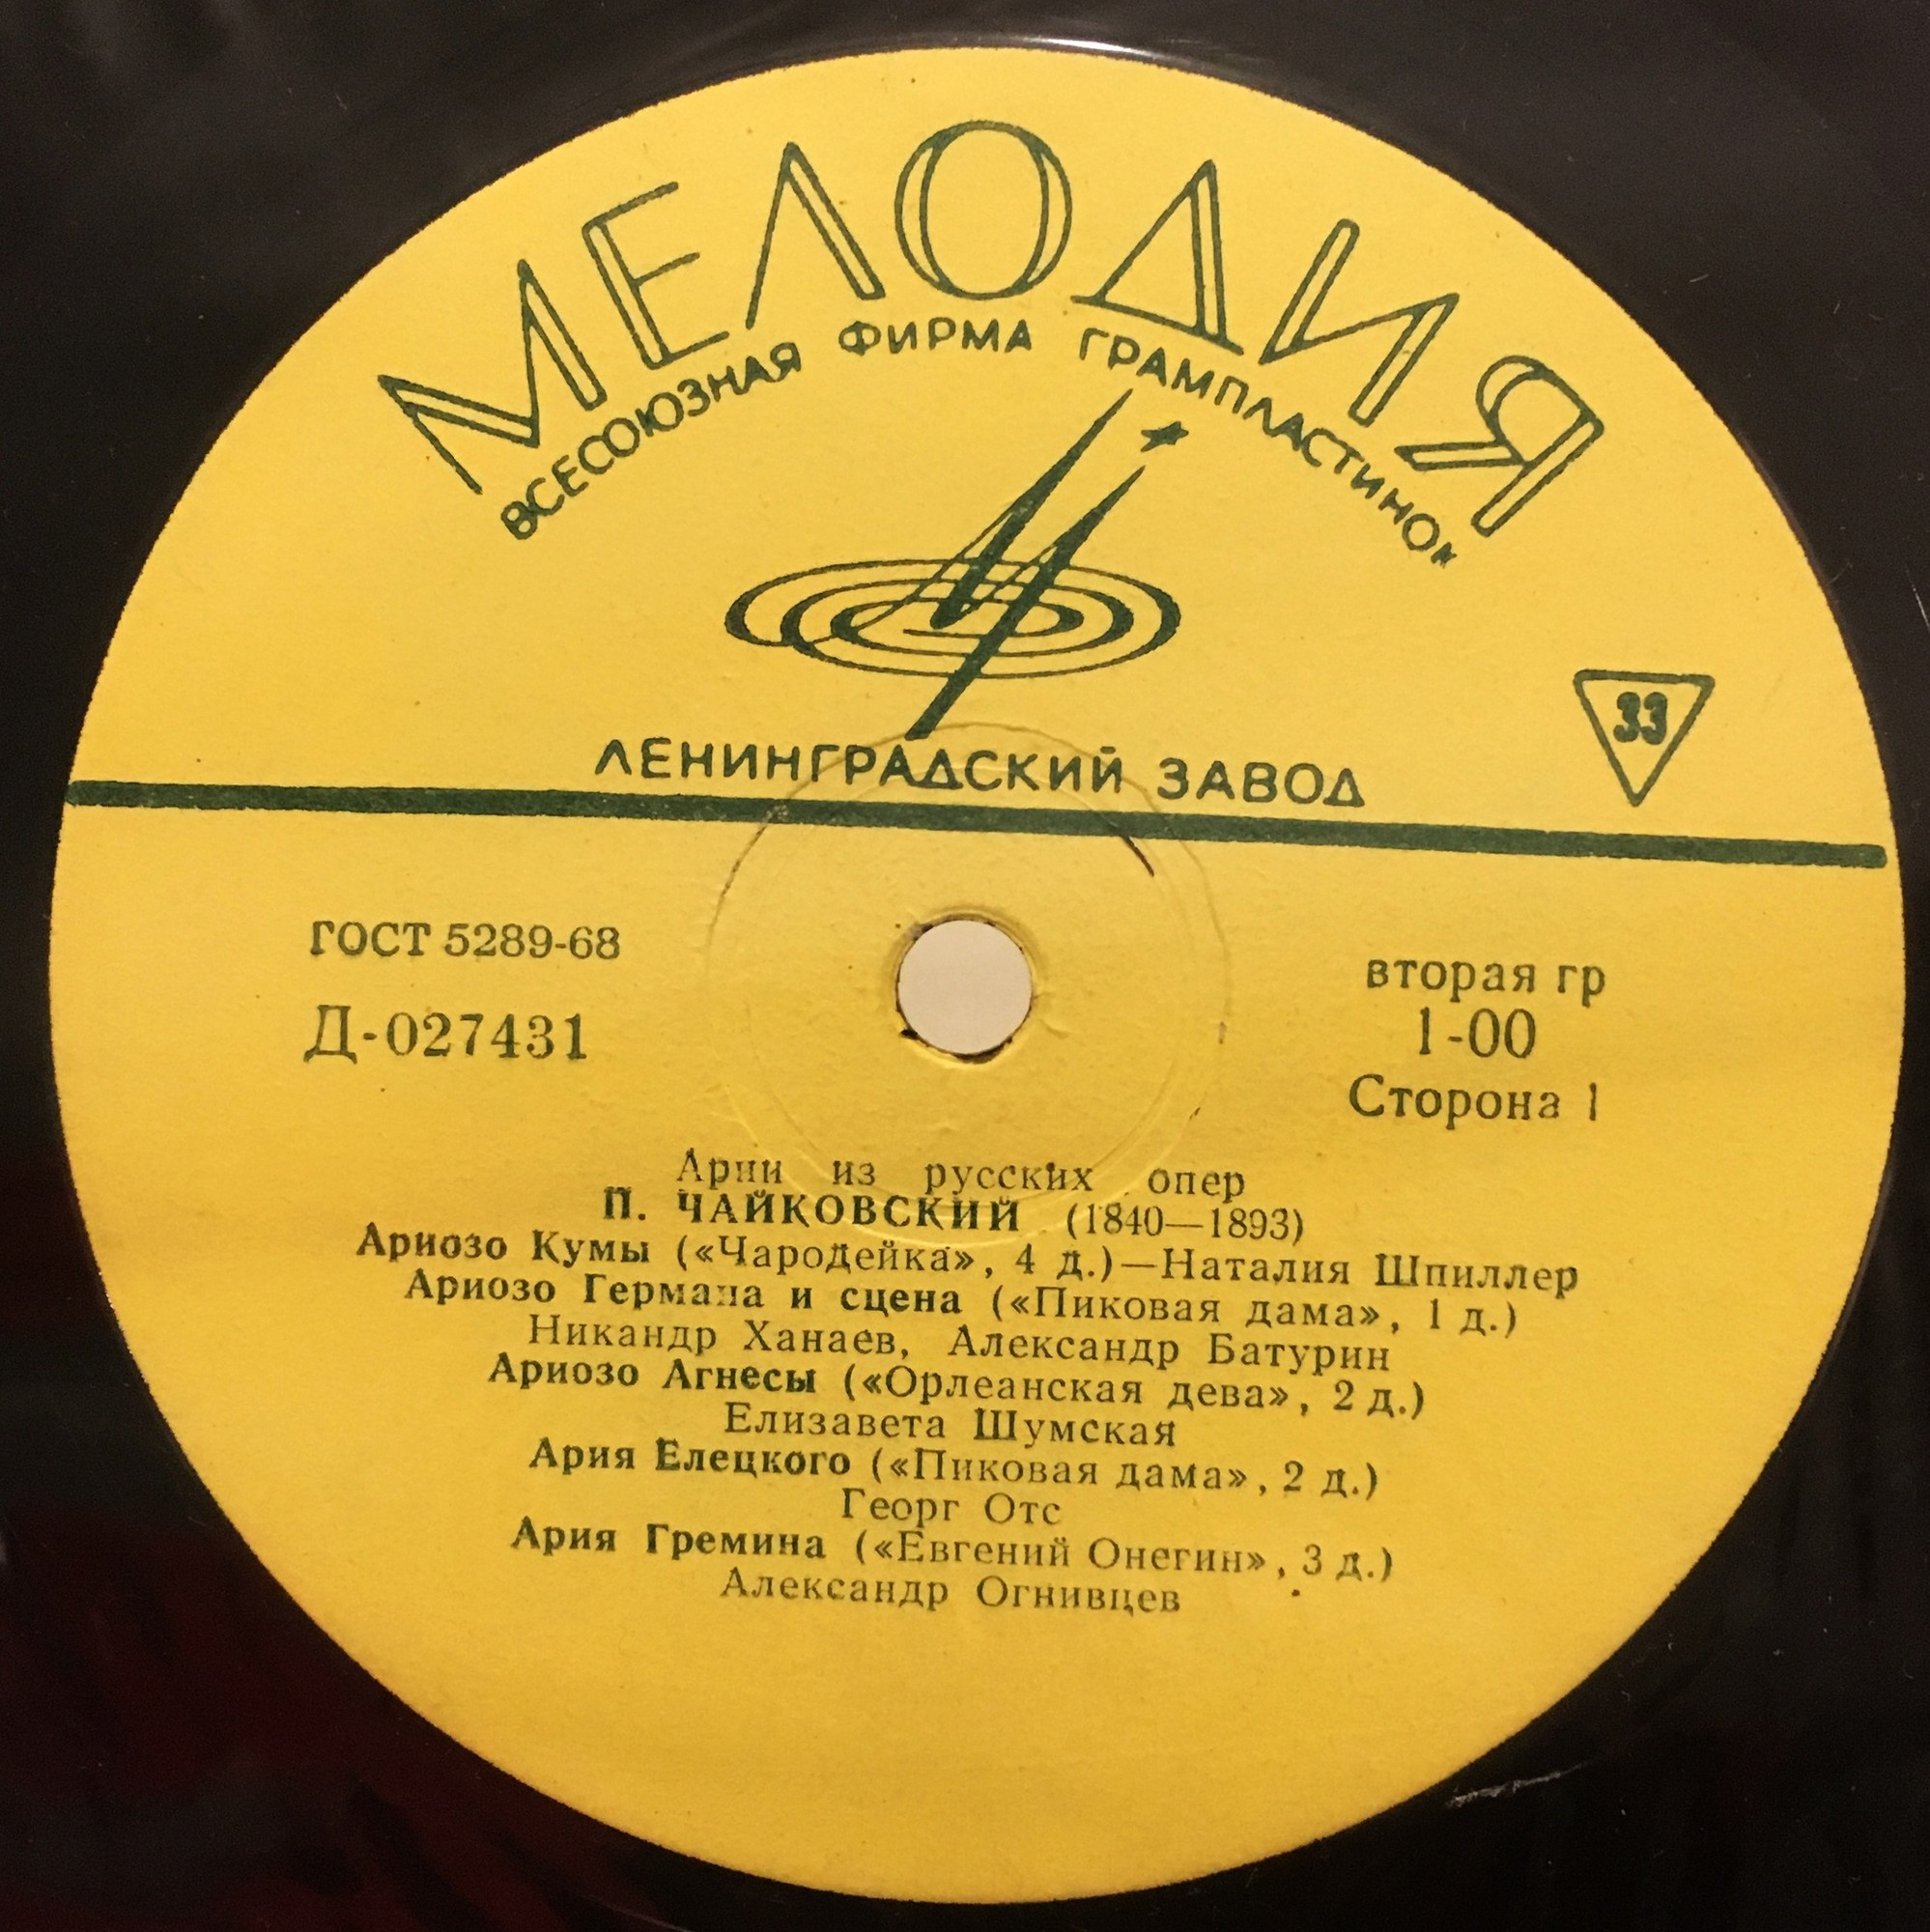 МЕЛОДИЯ
ВСЕСОЮЗНАЯ ФИРМА ГРАМПЛАСТИНОК
33
ЛЕНИНГРАДСКИЙ ЗАВОД
ГОСТ 5289-68
Д-027431
вторая гр
1-00
Сторона 1
Арии из русских опер
П. ЧАЙКОВСКИЙ (1840—1893)
Ариозо Кумы («Чародейка», 4 д.)—Наталия Шпиллер
Ариозо Германа и сцена («Пиковая дама», 1 д.)
Никандр Ханаев, Александр Батурин
Ариозо Агнесы («Орлеанская дева», 2 д.)
Елизавета Шумская
Ария Елецкого («Пиковая дама», 2 д.)
Георг Отс
Ария Гремина («Евгений Онегин», 3 д.)
Александр Огнивцев